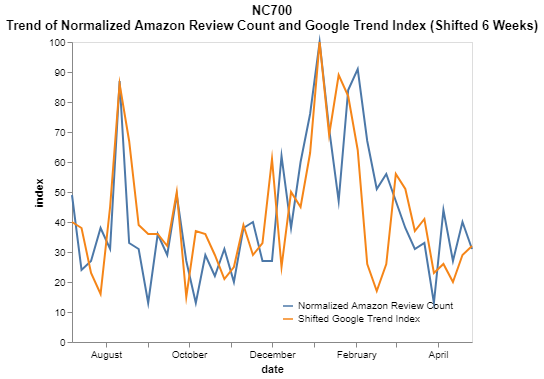 NC700
Trend of Normalized Amazon Review Count and Google Trend Index (Shifted 6 Weeks)
100
90
80
70
60
50
40
30
20
10
0
index
Normalized Amazon Review Count
Shifted Google Trend Index
August
October
December
February
April
date